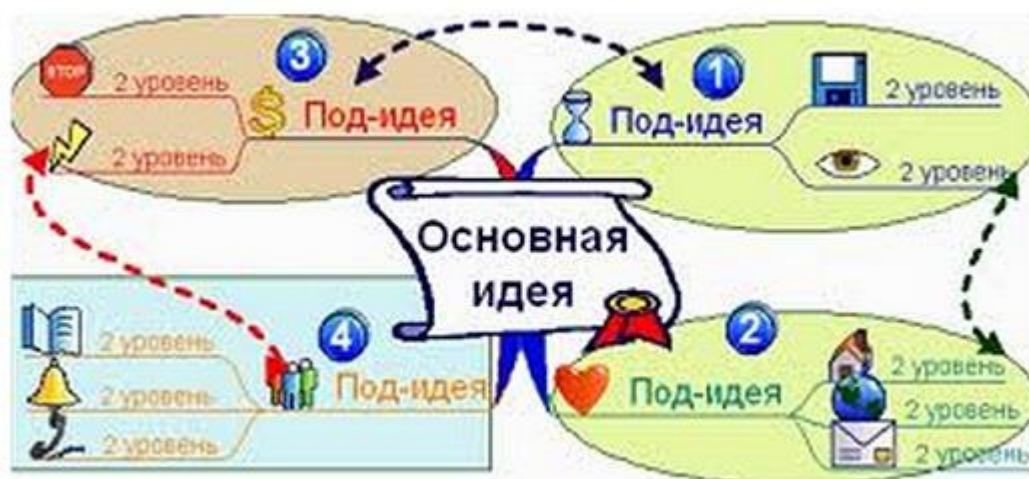 STOP
2 уровень
3
Под-идея
2 уровень
1
Под-идея
2 уровень
2 уровень
Основная
идея
2 уровень
2 уровень
2 уровень
4
Под-идея
2
Под-идея
2 уровень
2 уровень
2 уровень